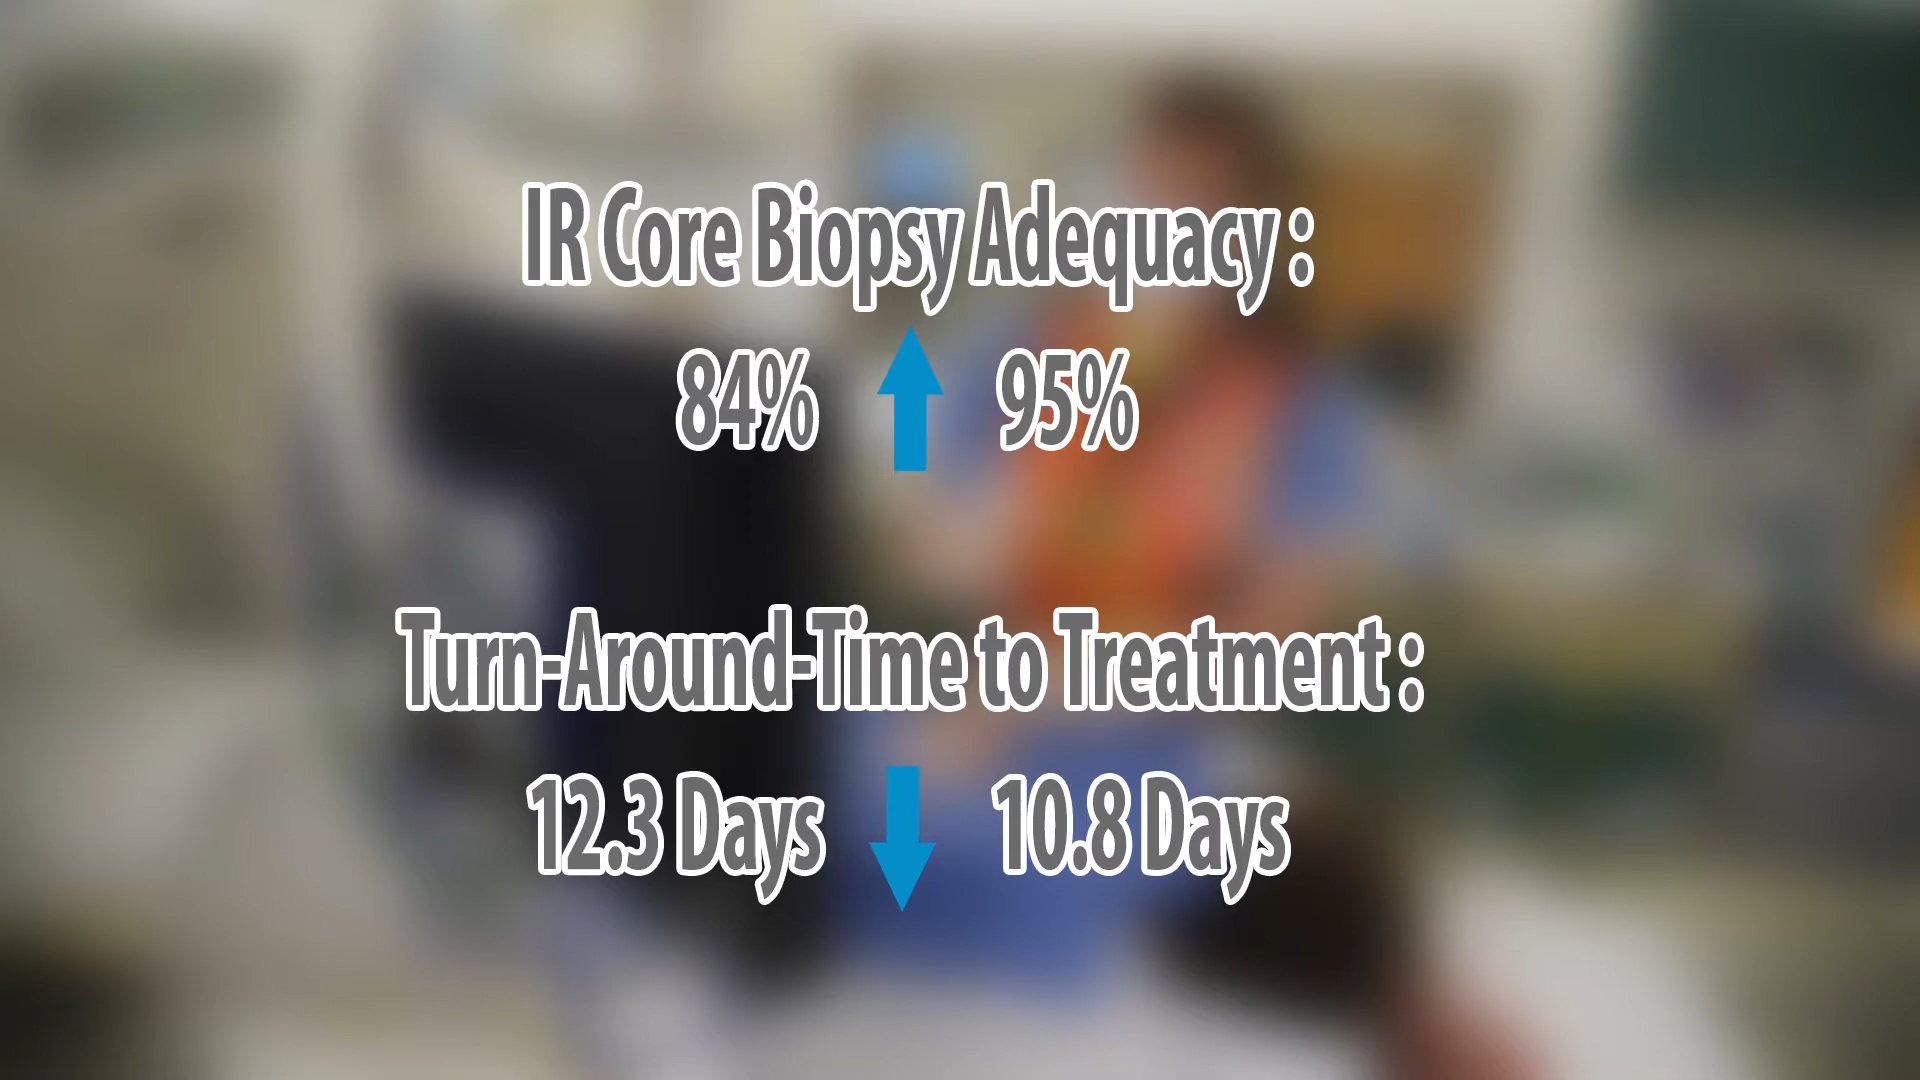 IR Core Biopsy Adequacy :
84% 95%
Turn-Around-Time to Treatment :
12.3 Days 10.8 Days